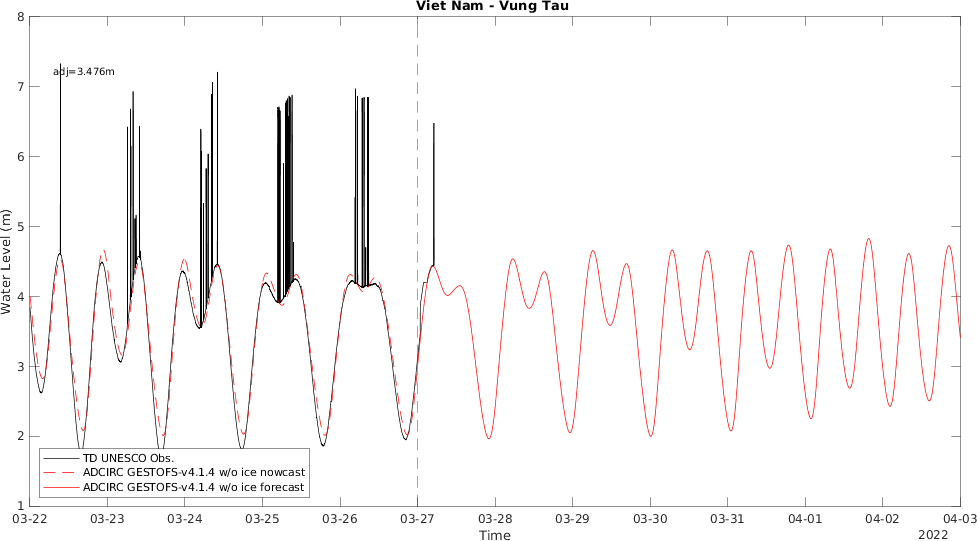 Viet Nam - Vung Tau
8
7
6
5
4
3
2
1
Water Level (m)
adj=3.476m
TD UNESCO Obs.
ADCIRC GESTOFS-v4.1.4 w/o ice nowcast
ADCIRC GESTOFS-v4.1.4 w/o ice forecast
03-22 03-23 03-24 03-25 03-26 03-27 03-28 03-29 03-30 03-31 04-01 04-02 04-03
Time
2022